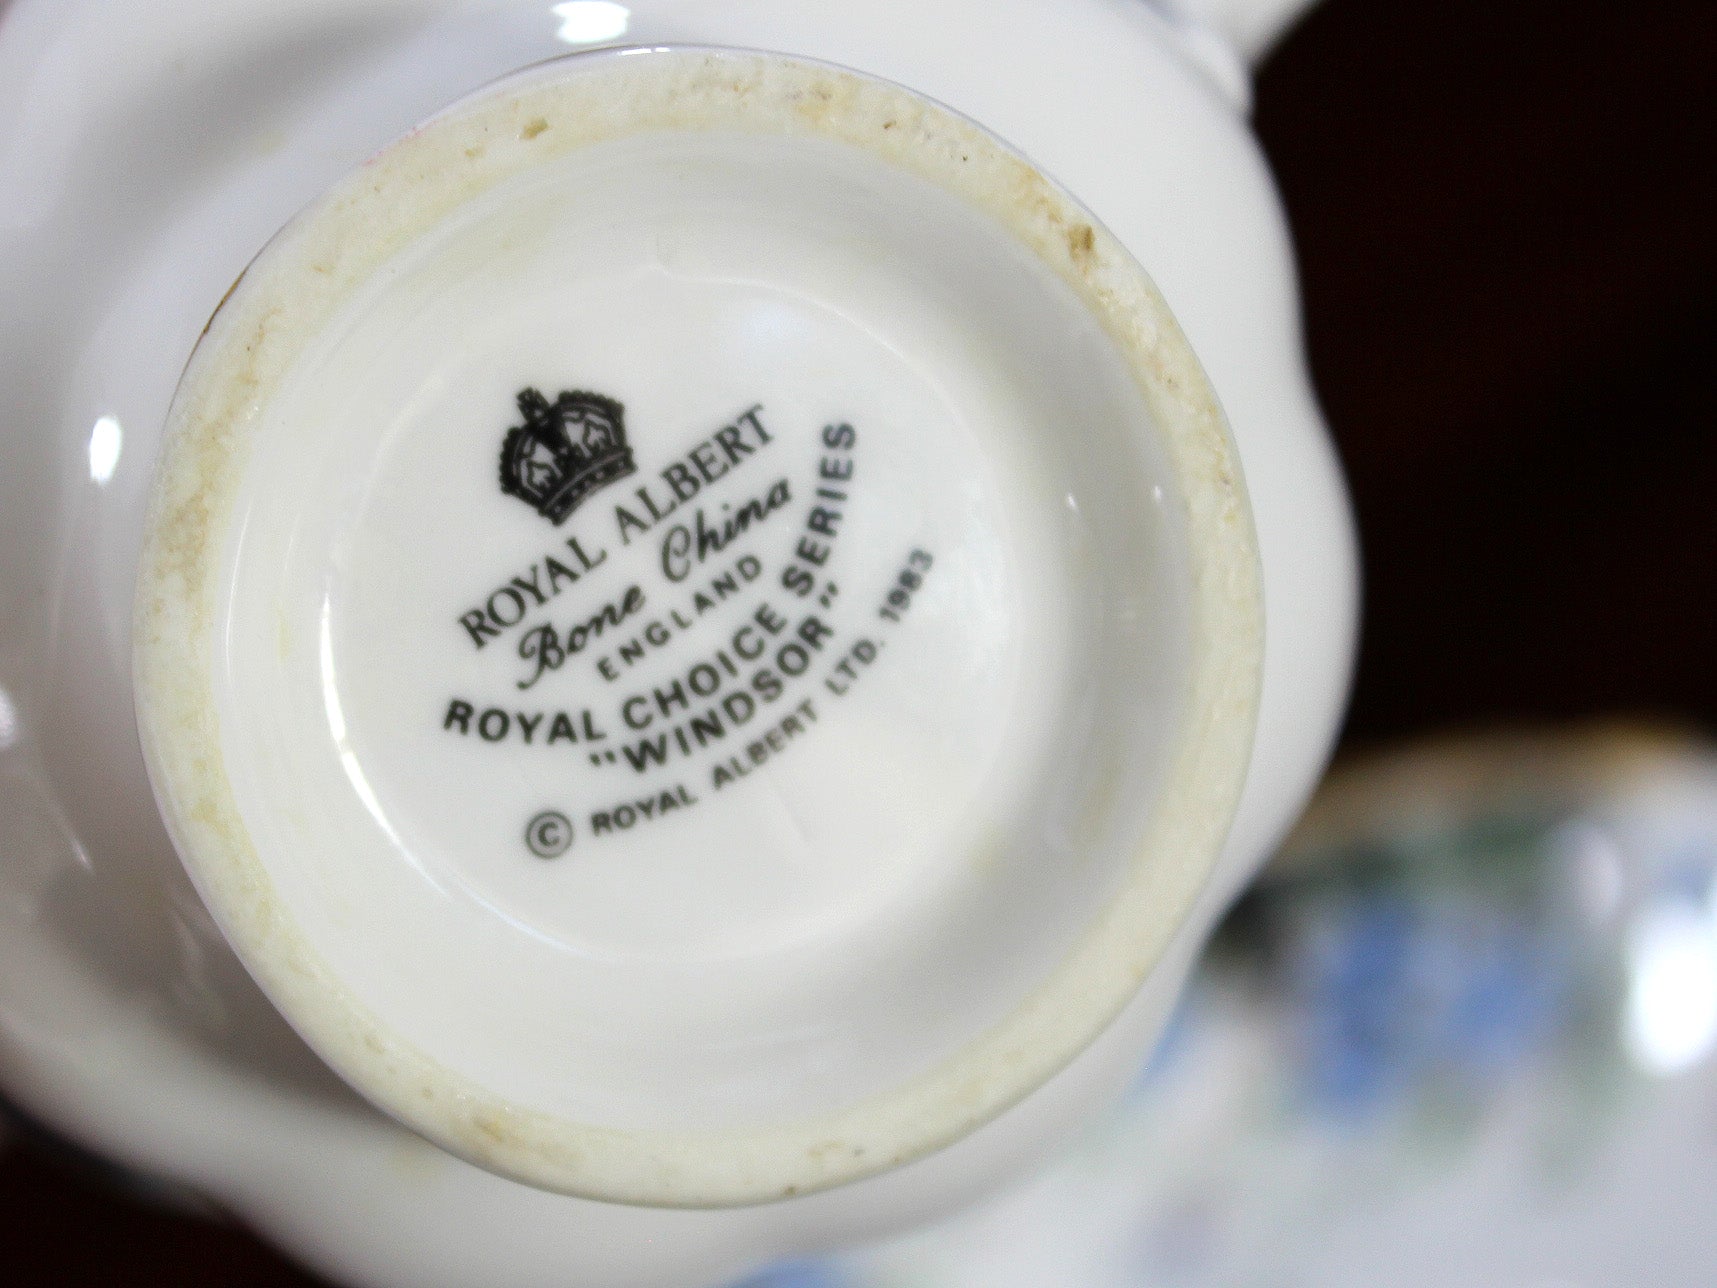 ROYAL ALBERT
Bone China
ENGLAND
ROYAL CHOICE SERIES
"WINDSOR"
© ROYAL ALBERT LTD. 1983